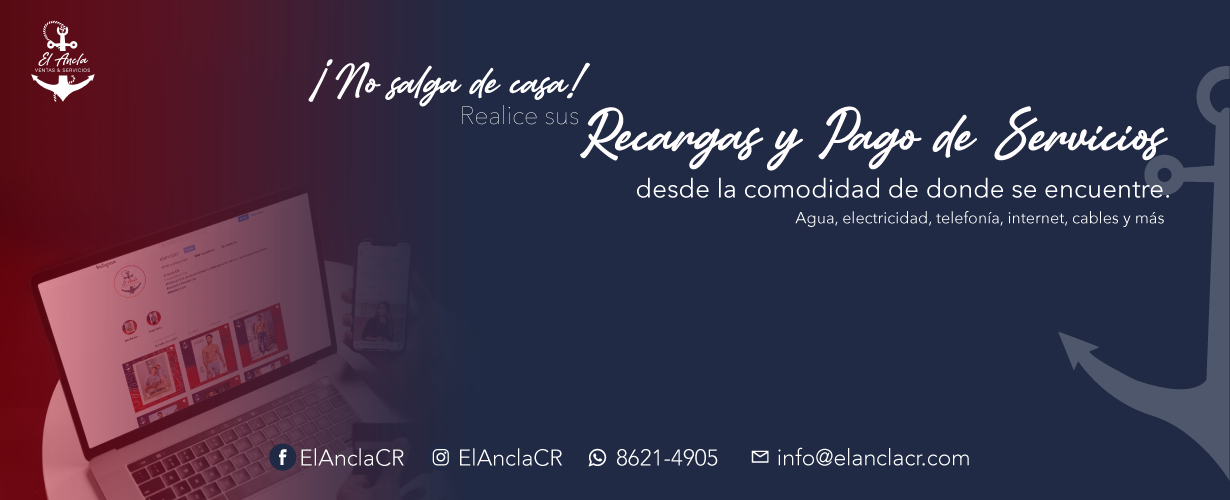 El Ancla
VENTAS & SERVICIOS
¡No salga de casa!
Realice sus
Recargas y Pago de Servicios
desde la comodidad de donde se encuentre.
Agua, electricidad, telefonía, internet, cables y más
ElAnclaCR
ElAnclaCR
8621-4905
info@elanclacr.com